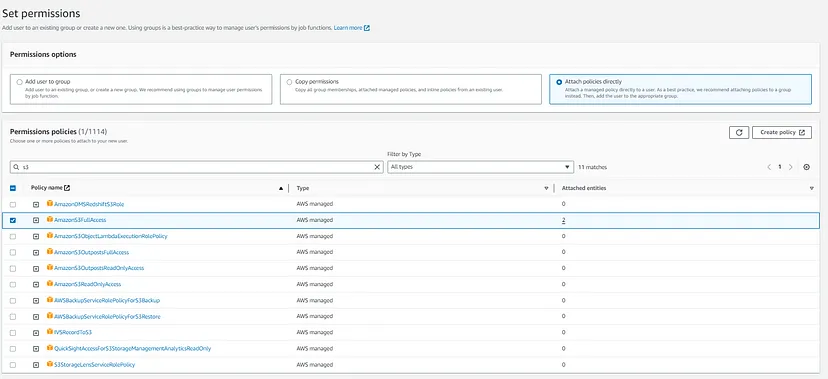 Set permissions
Add user to an existing group or create a new one. Using groups is a best-practice way to manage user's permissions by job functions. Learn more
Permissions options
Add user to group
Add user to an existing group, or create a new group. We recommend using groups to manage user permissions
by job function.
Copy permissions
Copy all group memberships, attached managed policies, and inline policies from an existing user.
Attach policies directly
Attach a managed policy directly to a user. As a best practice, we recommend attaching policies to a group
instead. Then, add the user to the appropriate group.
Permissions policies (1/1114)
Choose one or more policies to attach to your new user.
Create policy
Filter by Type
s3
All types
11 matches
1
Policy name
Type
Attached entities
AmazonDMSRedshiftS3Role AWS managed 0
AmazonS3FullAccess AWS managed 2
AmazonS3ObjectLambdaExecutionRolePolicy AWS managed 0
AmazonS3OutpostsFullAccess AWS managed 0
AmazonS3OutpostsReadOnlyAccess AWS managed 0
AmazonS3ReadOnlyAccess AWS managed 0
AWSBackupServiceRolePolicyForS3Backup AWS managed 0
AWSBackupServiceRolePolicyForS3Restore AWS managed 0
IVSRecordToS3 AWS managed 0
QuickSightAccessForS3StorageManagementAnalyticsReadOnly AWS managed 0
S3StorageLensServiceRolePolicy AWS managed 0